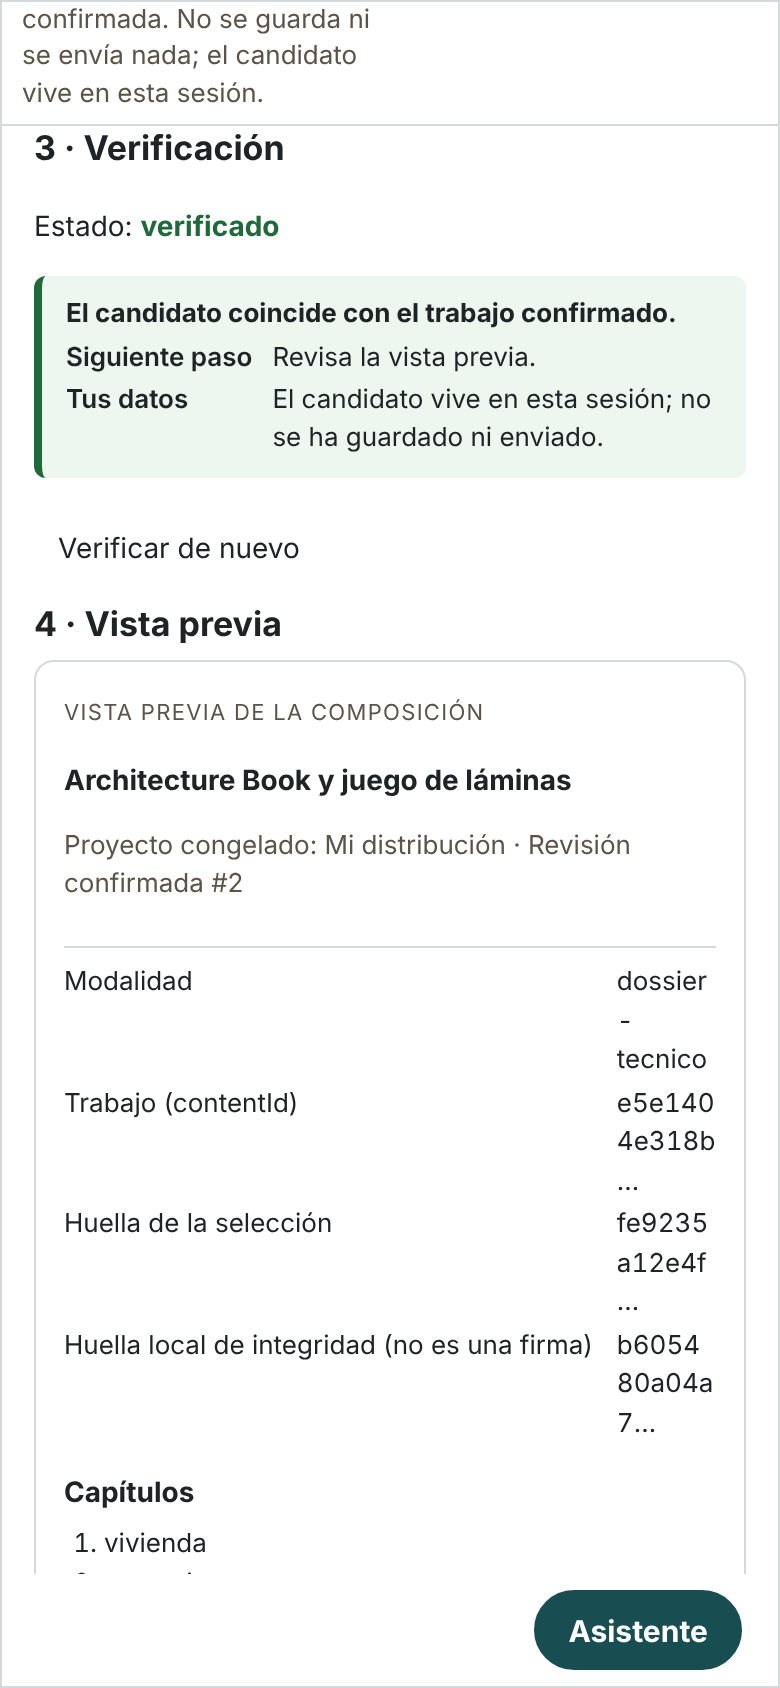 confirmada. No se guarda ni
se envía nada; el candidato
vive en esta sesión.
3 · Verificación
Estado: verificado
El candidato coincide con el trabajo confirmado.
Siguiente paso Revisa la vista previa.
Tus datos El candidato vive en esta sesión; no
se ha guardado ni enviado.
Verificar de nuevo
4 · Vista previa
VISTA PREVIA DE LA COMPOSICIÓN
Architecture Book y juego de láminas
Proyecto congelado: Mi distribución · Revisión
confirmada #2
Modalidad dossier
-
tecnico
Trabajo (contentId) e5e140
4e318b
...
Huella de la selección fe9235
a12e4f
...
Huella local de integridad (no es una firma) b6054
80a04a
7...
Capítulos
1. vivienda
Asistente